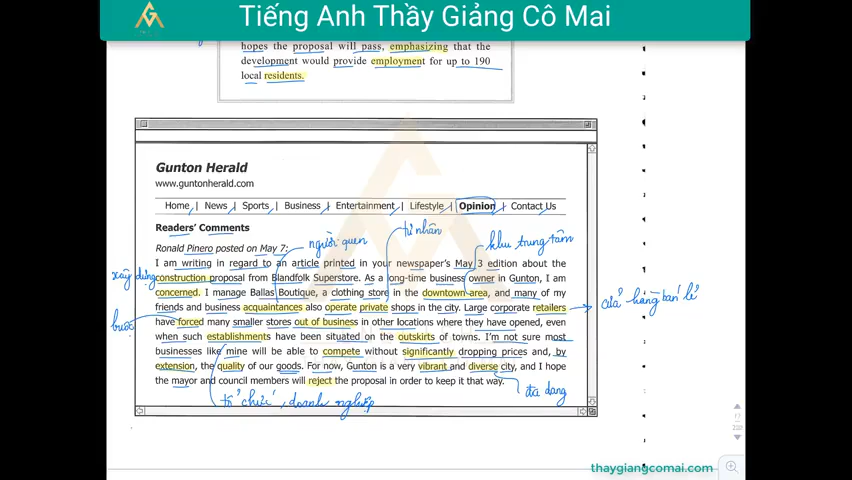 Tiếng Anh Thầy Giảng Cô Mai
hopes the proposal will pass, emphasizing that the
development would provide employment for up to 190
local residents.
Gunton Herald
www.guntonherald.com
Home News Sports Business Entertainment Lifestyle Opinion Contact Us
Readers' Comments
Ronald Pinero posted on May 7:
người quen
tư nhân
khu trung tâm
I am writing in regard to an article printed in your newspaper's May 3 edition about the
xây dựng
construction proposal from Blandfolk Superstore. As a long-time business owner in Gunton, I am
concerned. I manage Ballas Boutique, a clothing store in the downtown area, and many of my
friends and business acquaintances also operate private shops in the city. Large corporate retailers
cửa hàng bán lẻ
buộc
have forced many smaller stores out of business in other locations where they have opened, even
when such establishments have been situated on the outskirts of towns. I'm not sure most
businesses like mine will be able to compete without significantly dropping prices and, by
extension, the quality of our goods. For now, Gunton is a very vibrant and diverse city, and I hope
the mayor and council members will reject the proposal in order to keep it that way.
đa dạng
tổ chức, doanh nghiệp
thaygiangcomai.com